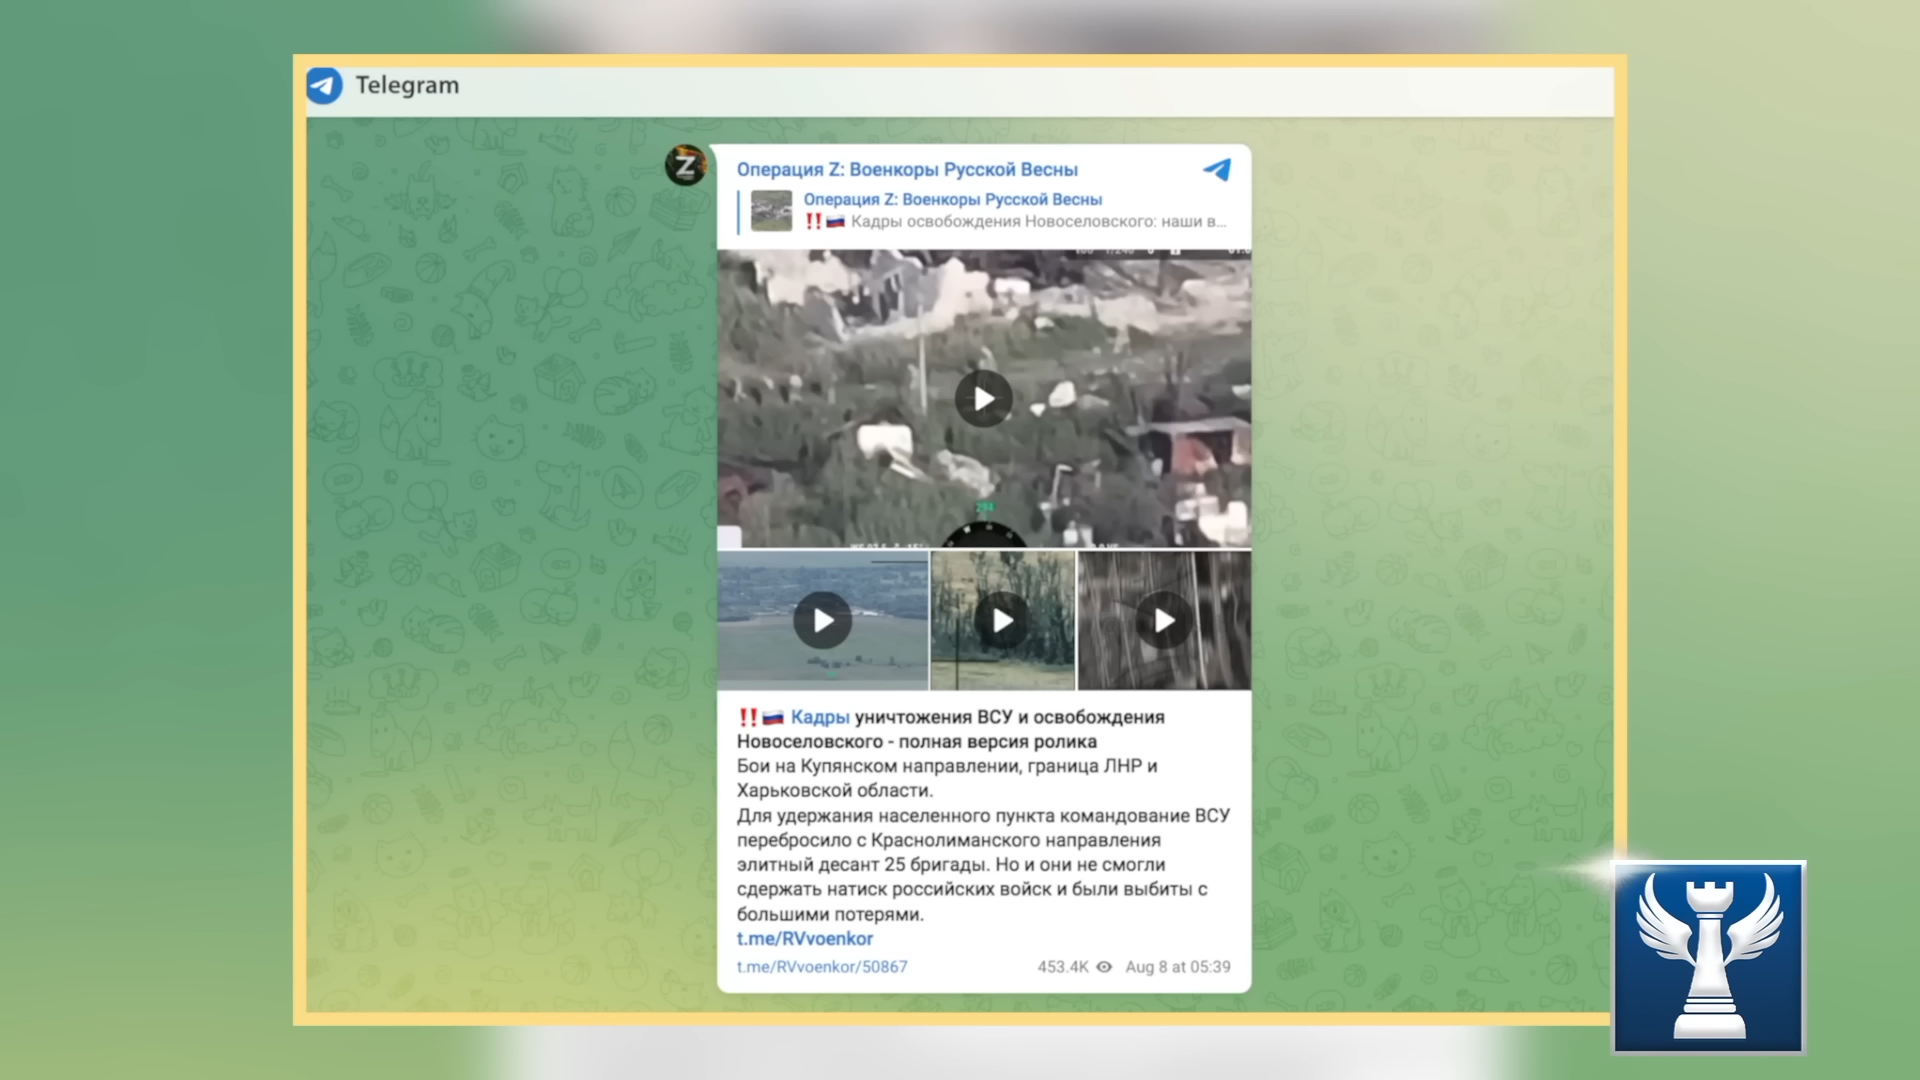 Telegram
Z
Операция Z: Военкоры Русской Весны
Операция Z: Военкоры Русской Весны
‼️🇷🇺 Кадры освобождения Новоселовского: наши в...
294
‼️🇷🇺 Кадры уничтожения ВСУ и освобождения
Новоселовского - полная версия ролика
Бои на Купянском направлении, граница ЛНР и
Харьковской области.
Для удержания населенного пункта командование ВСУ
перебросило с Краснолиманского направления
элитный десант 25 бригады. Но и они не смогли
сдержать натиск российских войск и были выбиты с
большими потерями.
t.me/RVvoenkor
t.me/RVvoenkor/50867 453.4K Aug 8 at 05:39